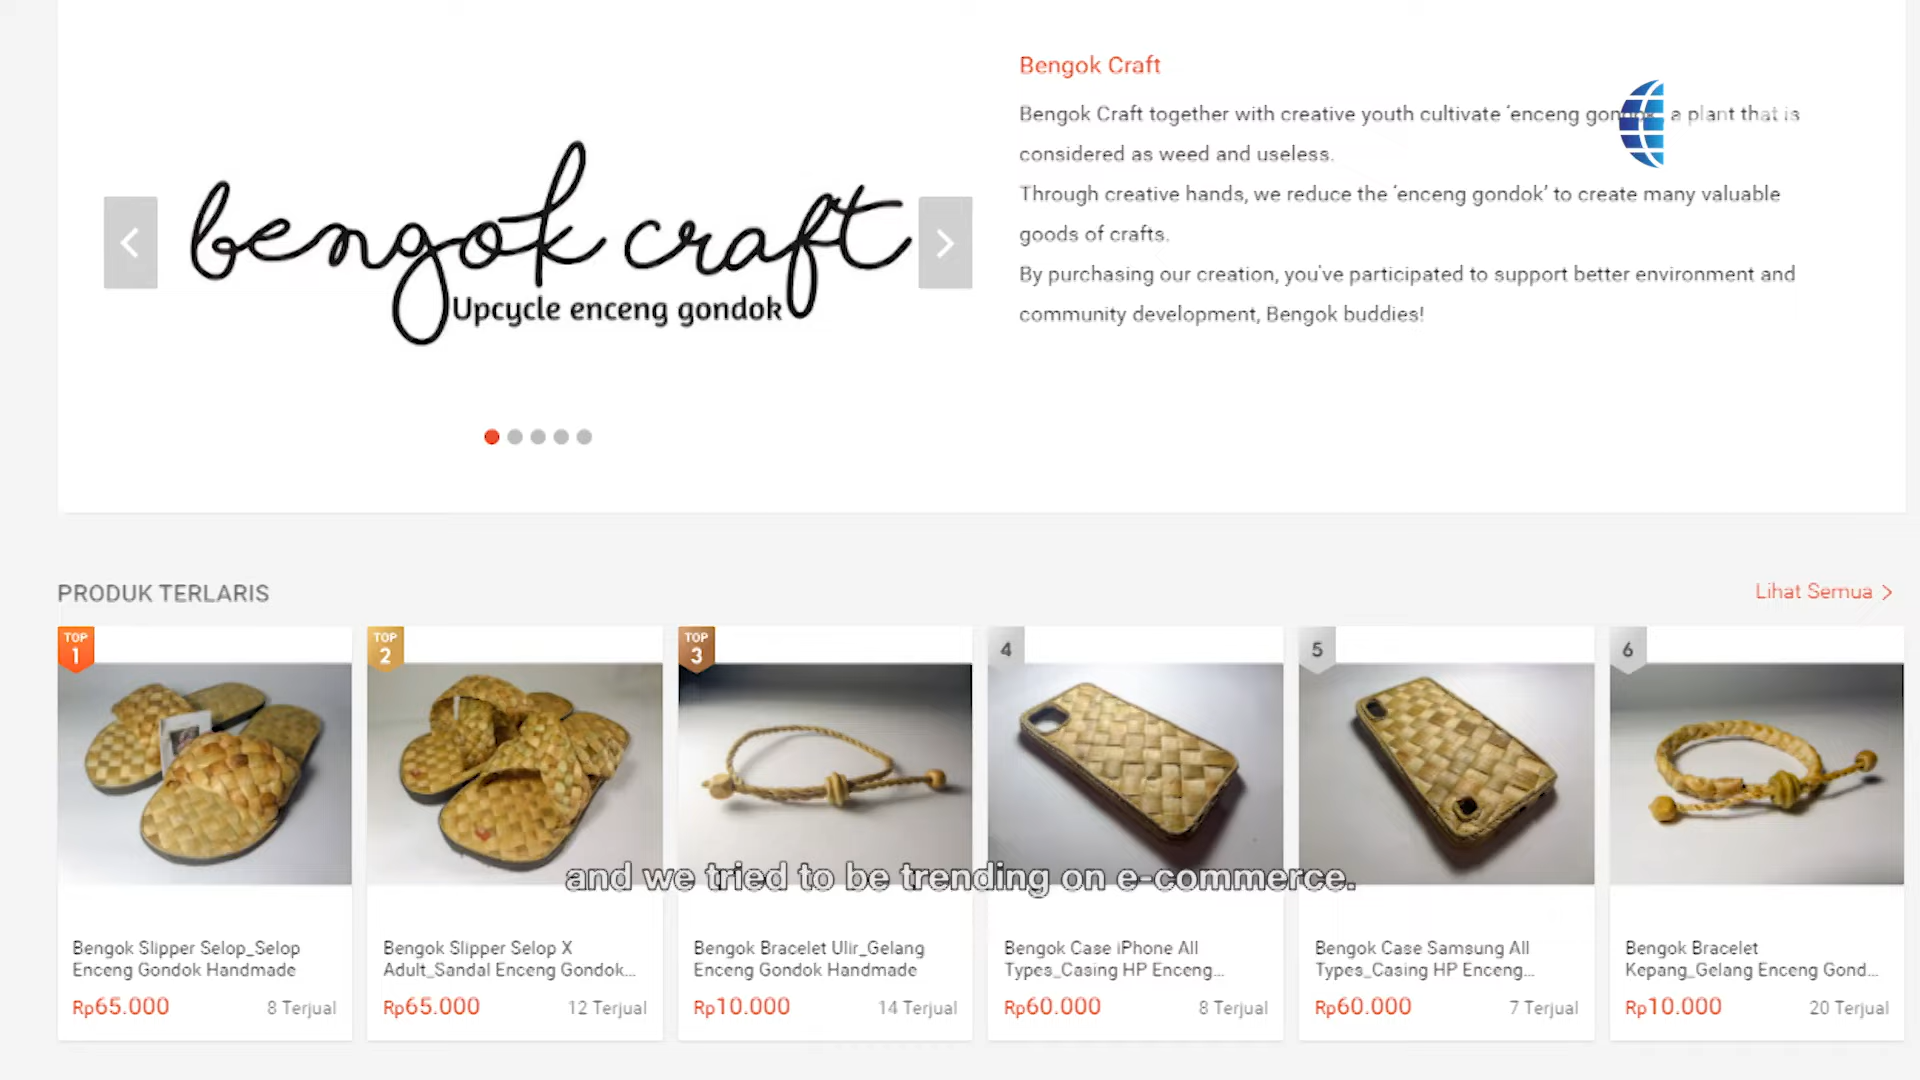 Bengok Craft
Bengok Craft together with creative youth cultivate ‘enceng gondok’ a plant that is
considered as weed and useless.
Through creative hands, we reduce the ‘enceng gondok’ to create many valuable
goods of crafts.
By purchasing our creation, you've participated to support better environment and
community development, Bengok buddies!
bengok craft
Upcycle enceng gondok
PRODUK TERLARIS
Lihat Semua >
TOP 1
TOP 2
TOP 3
4
5
6
and we tried to be trending on e-commerce.
Bengok Slipper Selop_Selop
Enceng Gondok Handmade
Rp65.000
8 Terjual
Bengok Slipper Selop X
Adult_Sandal Enceng Gondok...
Rp65.000
12 Terjual
Bengok Bracelet Ulir_Gelang
Enceng Gondok Handmade
Rp10.000
14 Terjual
Bengok Case iPhone All
Types_Casing HP Enceng...
Rp60.000
8 Terjual
Bengok Case Samsung All
Types_Casing HP Enceng...
Rp60.000
7 Terjual
Bengok Bracelet
Kepang_Gelang Enceng Gond...
Rp10.000
20 Terjual